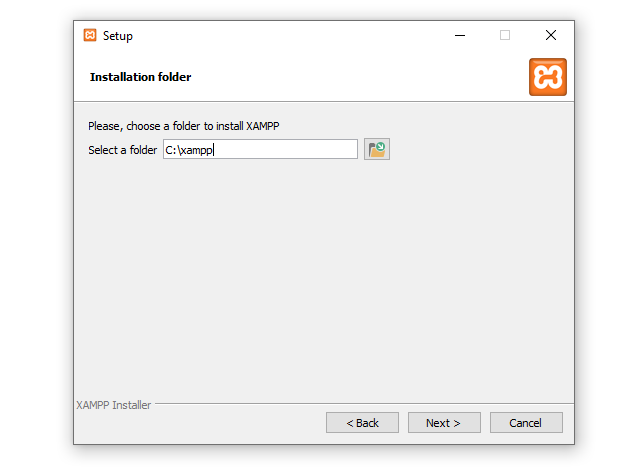 Setup
Installation folder
Please, choose a folder to install XAMPP
Select a folder C:\xampp
XAMPP Installer
< Back Next > Cancel